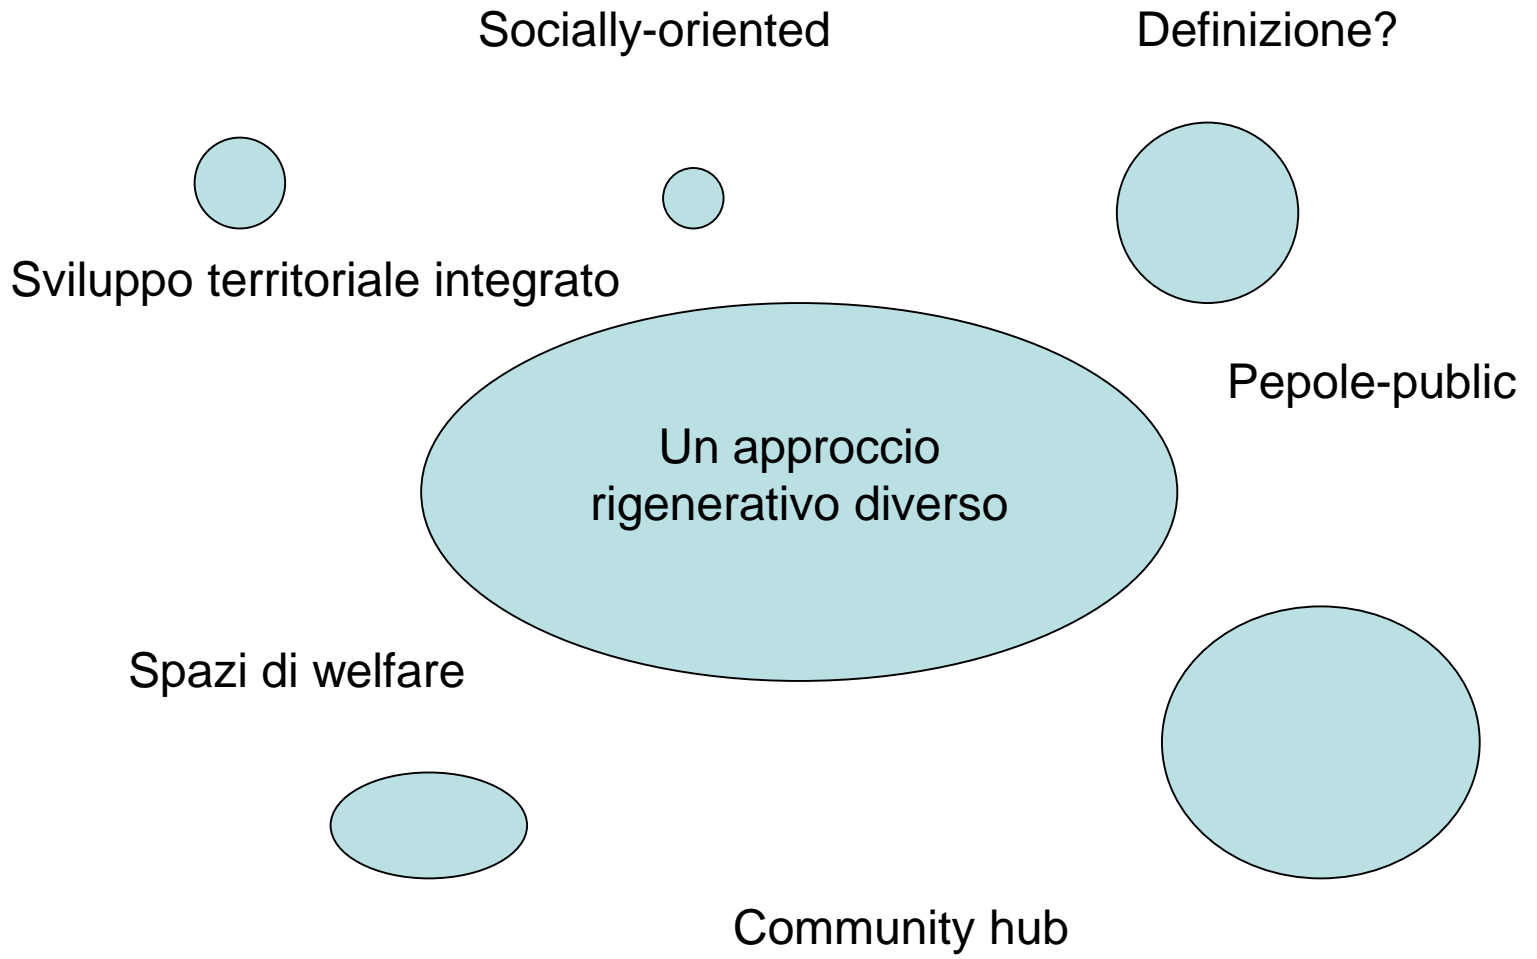 Socially-oriented
Definizione?
Sviluppo territoriale integrato
Pepole-public
Un approccio
rigenerativo diverso
Spazi di welfare
Community hub